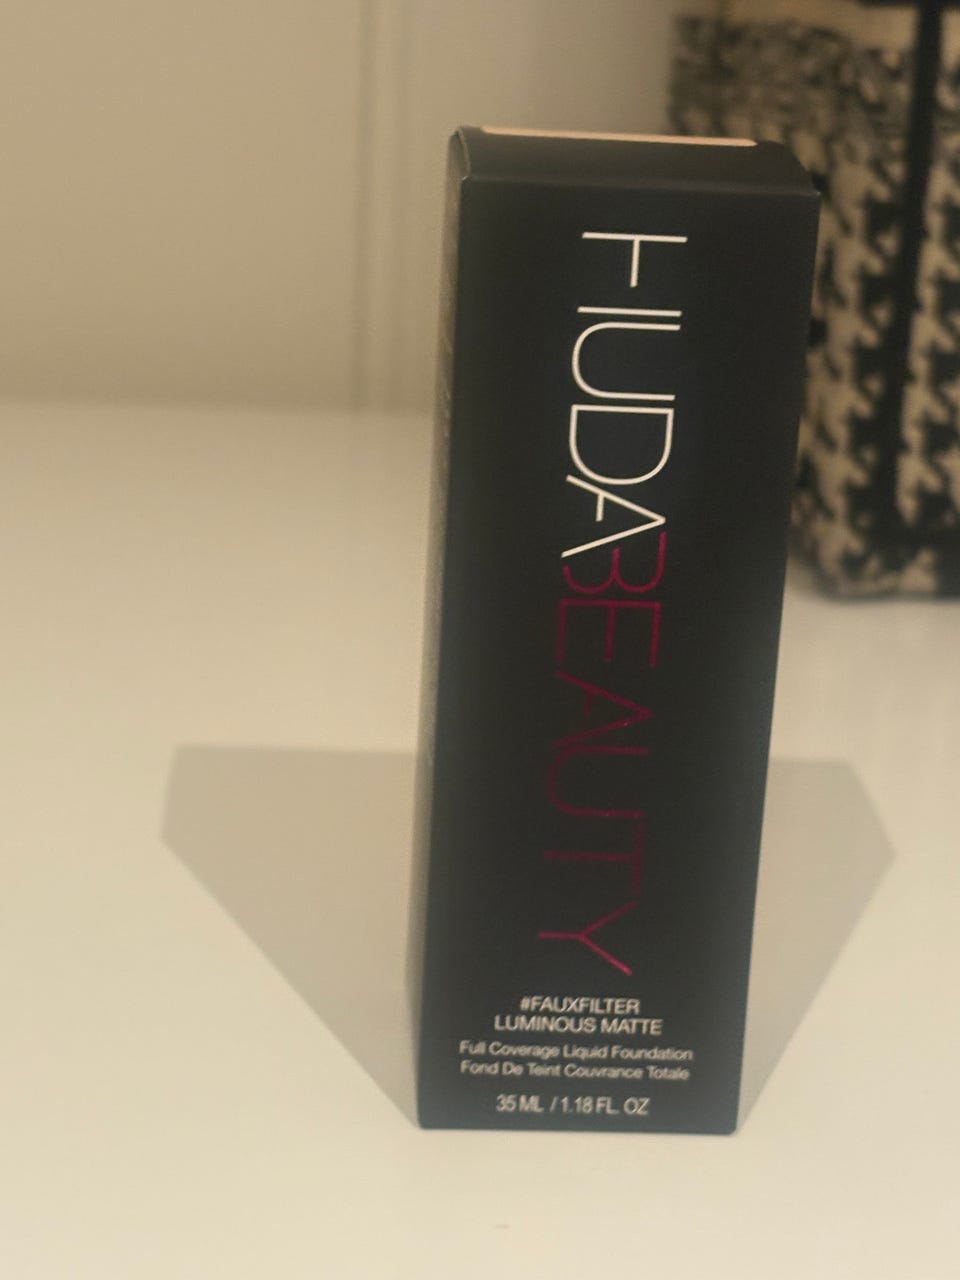 HUDABEAUTY
#FAUXFILTER
LUMINOUS MATTE
Full Coverage Liquid Foundation
Fond De Teint Couvrance Totale
35 ML / 1.18 FL. OZ